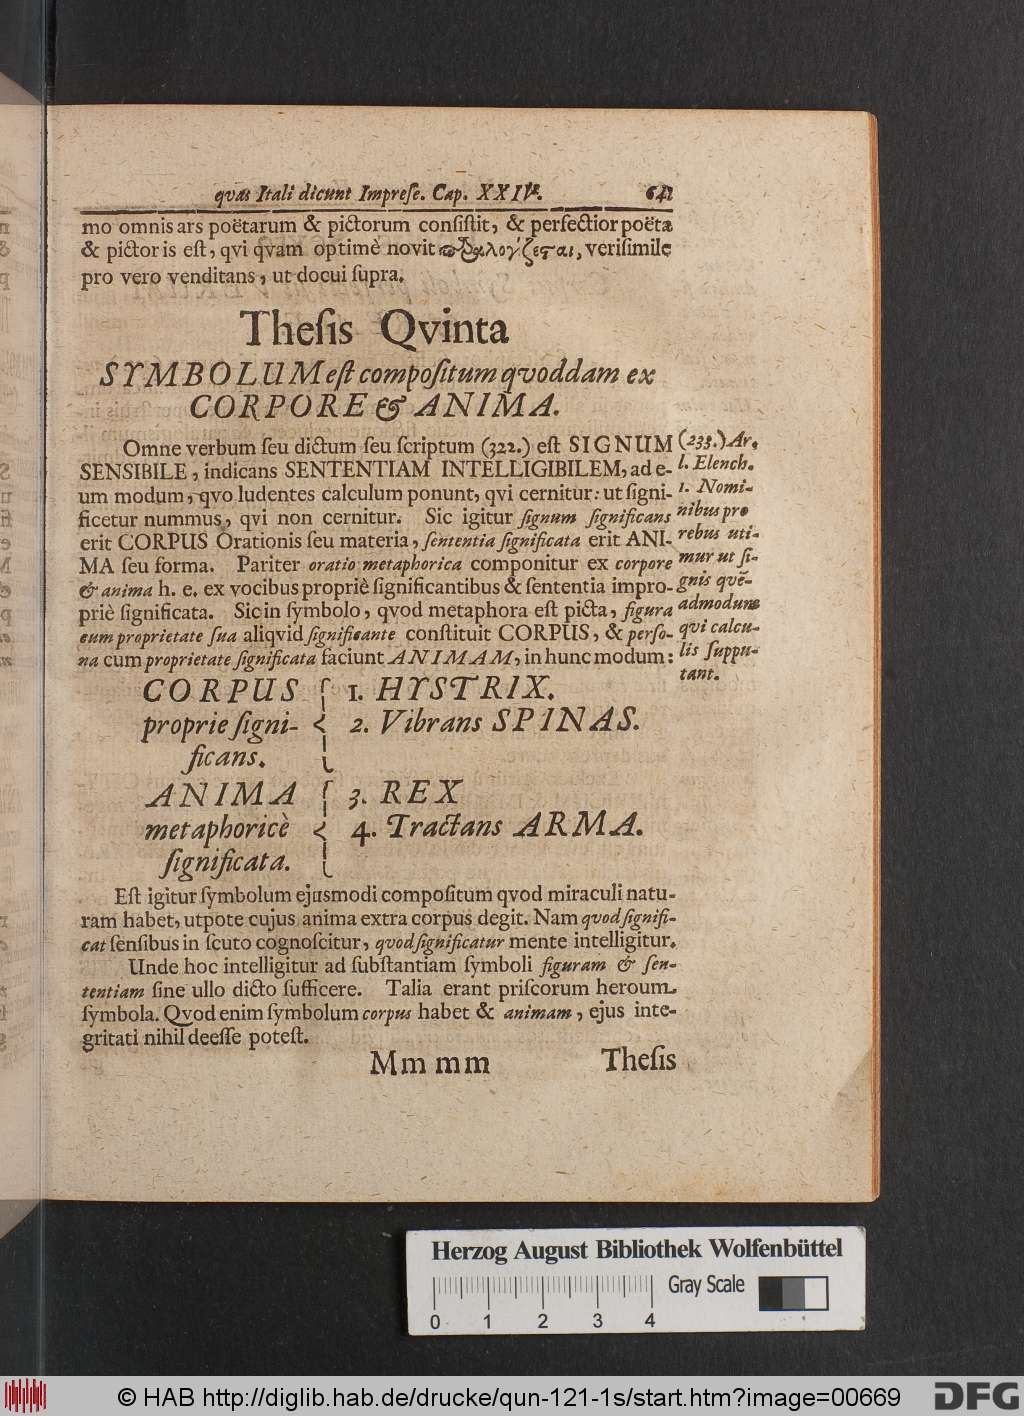 quas Itali dicunt Impreſe. Cap. XXIV. 641
mo omnis ars poëtarum & pictorum conſiſtit, & perfectior poëta
& pictor is eſt, qvi qvam optimè novit παραλογίζεσθαι, veriſimile
pro vero venditans, ut docui ſupra.
Theſis Qvinta
SYMBOLUM eſt compoſitum quoddam ex
CORPORE & ANIMA.
Omne verbum ſeu dictum ſeu ſcriptum (322.) eſt SIGNUM
SENSIBILE, indicans SENTENTIAM INTELLIGIBILEM, ad e-
um modum, qvo ludentes calculum ponunt, qvi cernitur: ut ſigni-
ficetur nummus, qvi non cernitur. Sic igitur ſignum ſignificans
erit CORPUS Orationis ſeu materia, ſententia ſignificata erit ANI-
MA ſeu forma. Pariter oratio metaphorica componitur ex corpore
& anima h. e. ex vocibus propriè ſignificantibus & ſententia impro-
priè ſignificata. Sic in ſymbolo, qvod metaphora eſt picta, figura
cum proprietate ſua aliqvid ſignificante conſtituit CORPUS, & perſo-
na cum proprietate ſignificata faciunt ANIMAM, in hunc modum:
(233.) Ar.
l. Elench.
1. Nomi-
nibus pro
rebus uti-
mur ut ſi-
gnis quē-
admodum
qui calcu-
lis ſuppu-
tant.
CORPUS { 1. HYSTRIX.
proprie ſigni- 2. Vibrans SPINAS.
ficans.
ANIMA { 3. REX
metaphoricè 4. Tractans ARMA.
ſignificata.
Eſt igitur ſymbolum ejusmodi compoſitum qvod miraculi natu-
ram habet, utpote cujus anima extra corpus degit. Nam quod ſignifi-
cat ſenſibus in ſcuto cognoſcitur, quod ſignificatur mente intelligitur.
Unde hoc intelligitur ad ſubſtantiam ſymboli figuram & ſen-
tentiam ſine ullo dicto ſufficere. Talia erant priſcorum heroum
ſymbola. Qvod enim ſymbolum corpus habet & animam, ejus inte-
gritati nihil deeſſe poteſt.
Mm mm Theſis
Herzog August Bibliothek Wolfenbüttel
Gray Scale
0 1 2 3 4
© HAB http://diglib.hab.de/drucke/qun-121-1s/start.htm?image=00669
DFG